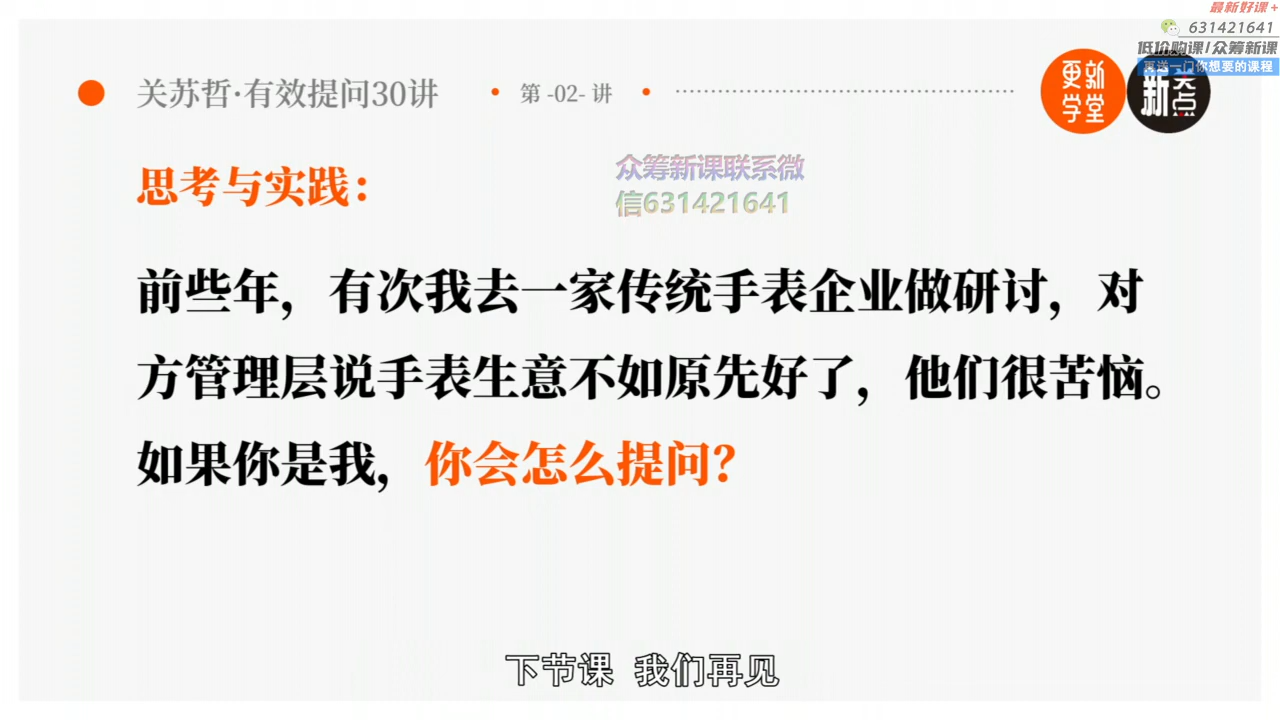 最新好课+
631421641
低价购课/众筹新课
再送一门你想要的课程
关苏哲·有效提问30讲
第 -02- 讲
更新学堂
新关点
众筹新课联系微
信631421641
思考与实践：
前些年，有次我去一家传统手表企业做研讨，对
方管理层说手表生意不如原先好了，他们很苦恼。
如果你是我，你会怎么提问？
下节课 我们再见